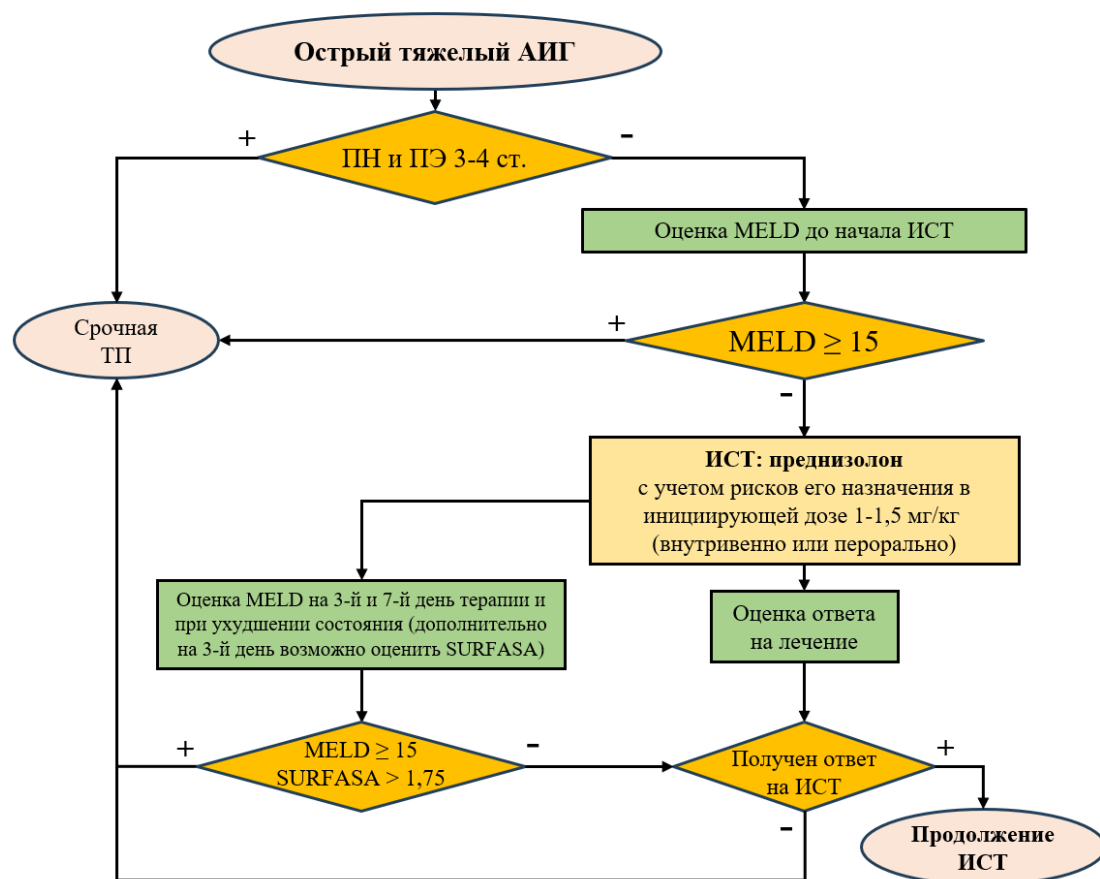 Острый тяжелый АИГ
+
-
ПН и ПЭ 3-4 ст.
Оценка MELD до начала ИСТ
Срочная
ТП
+
MELD ≥ 15
-
ИСТ: преднизолон
с учетом рисков его назначения в
инициирующей дозе 1-1,5 мг/кг
(внутривенно или перорально)
Оценка MELD на 3-й и 7-й день терапии и
при ухудшении состояния (дополнительно
на 3-й день возможно оценить SURFASA)
Оценка ответа
на лечение
+
MELD ≥ 15
SURFASA > 1,75
-
Получен ответ
на ИСТ
+
-
Продолжение
ИСТ